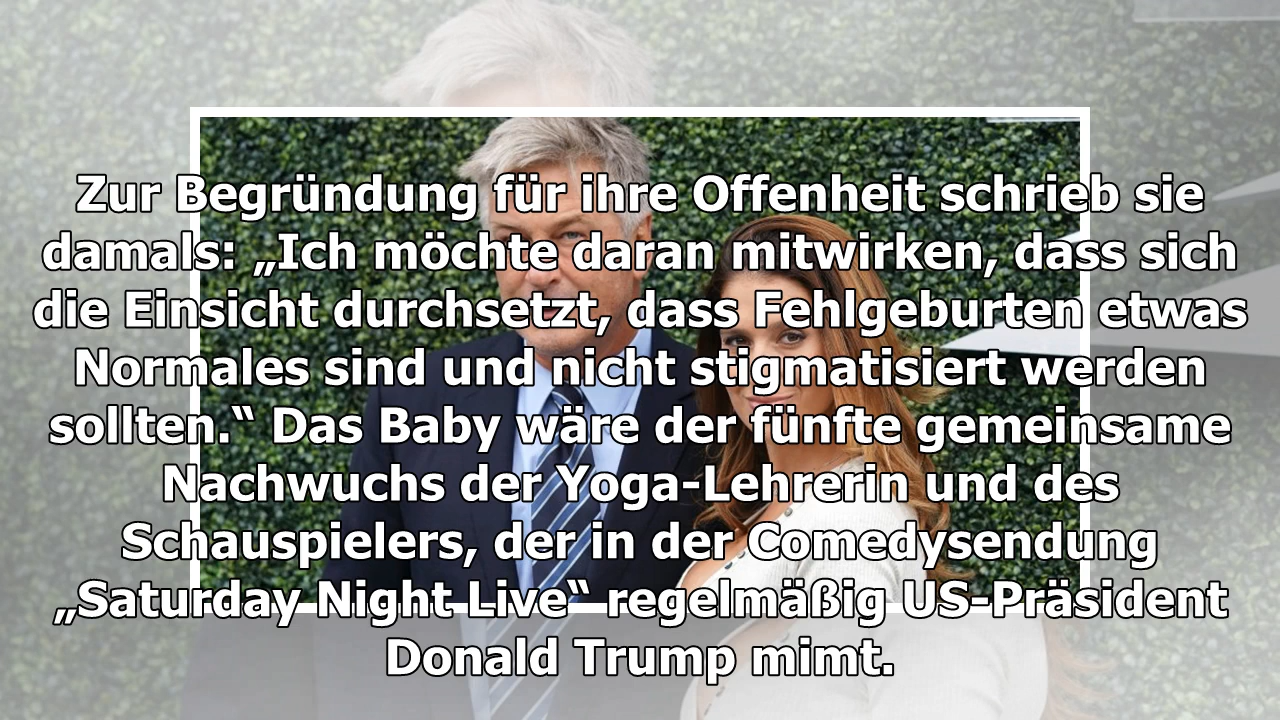 Zur Begründung für ihre Offenheit schrieb sie
damals: „Ich möchte daran mitwirken, dass sich
die Einsicht durchsetzt, dass Fehlgeburten etwas
Normales sind und nicht stigmatisiert werden
sollten.“ Das Baby wäre der fünfte gemeinsame
Nachwuchs der Yoga-Lehrerin und des
Schauspielers, der in der Comedysendung
„Saturday Night Live“ regelmäßig US-Präsident
Donald Trump mimt.